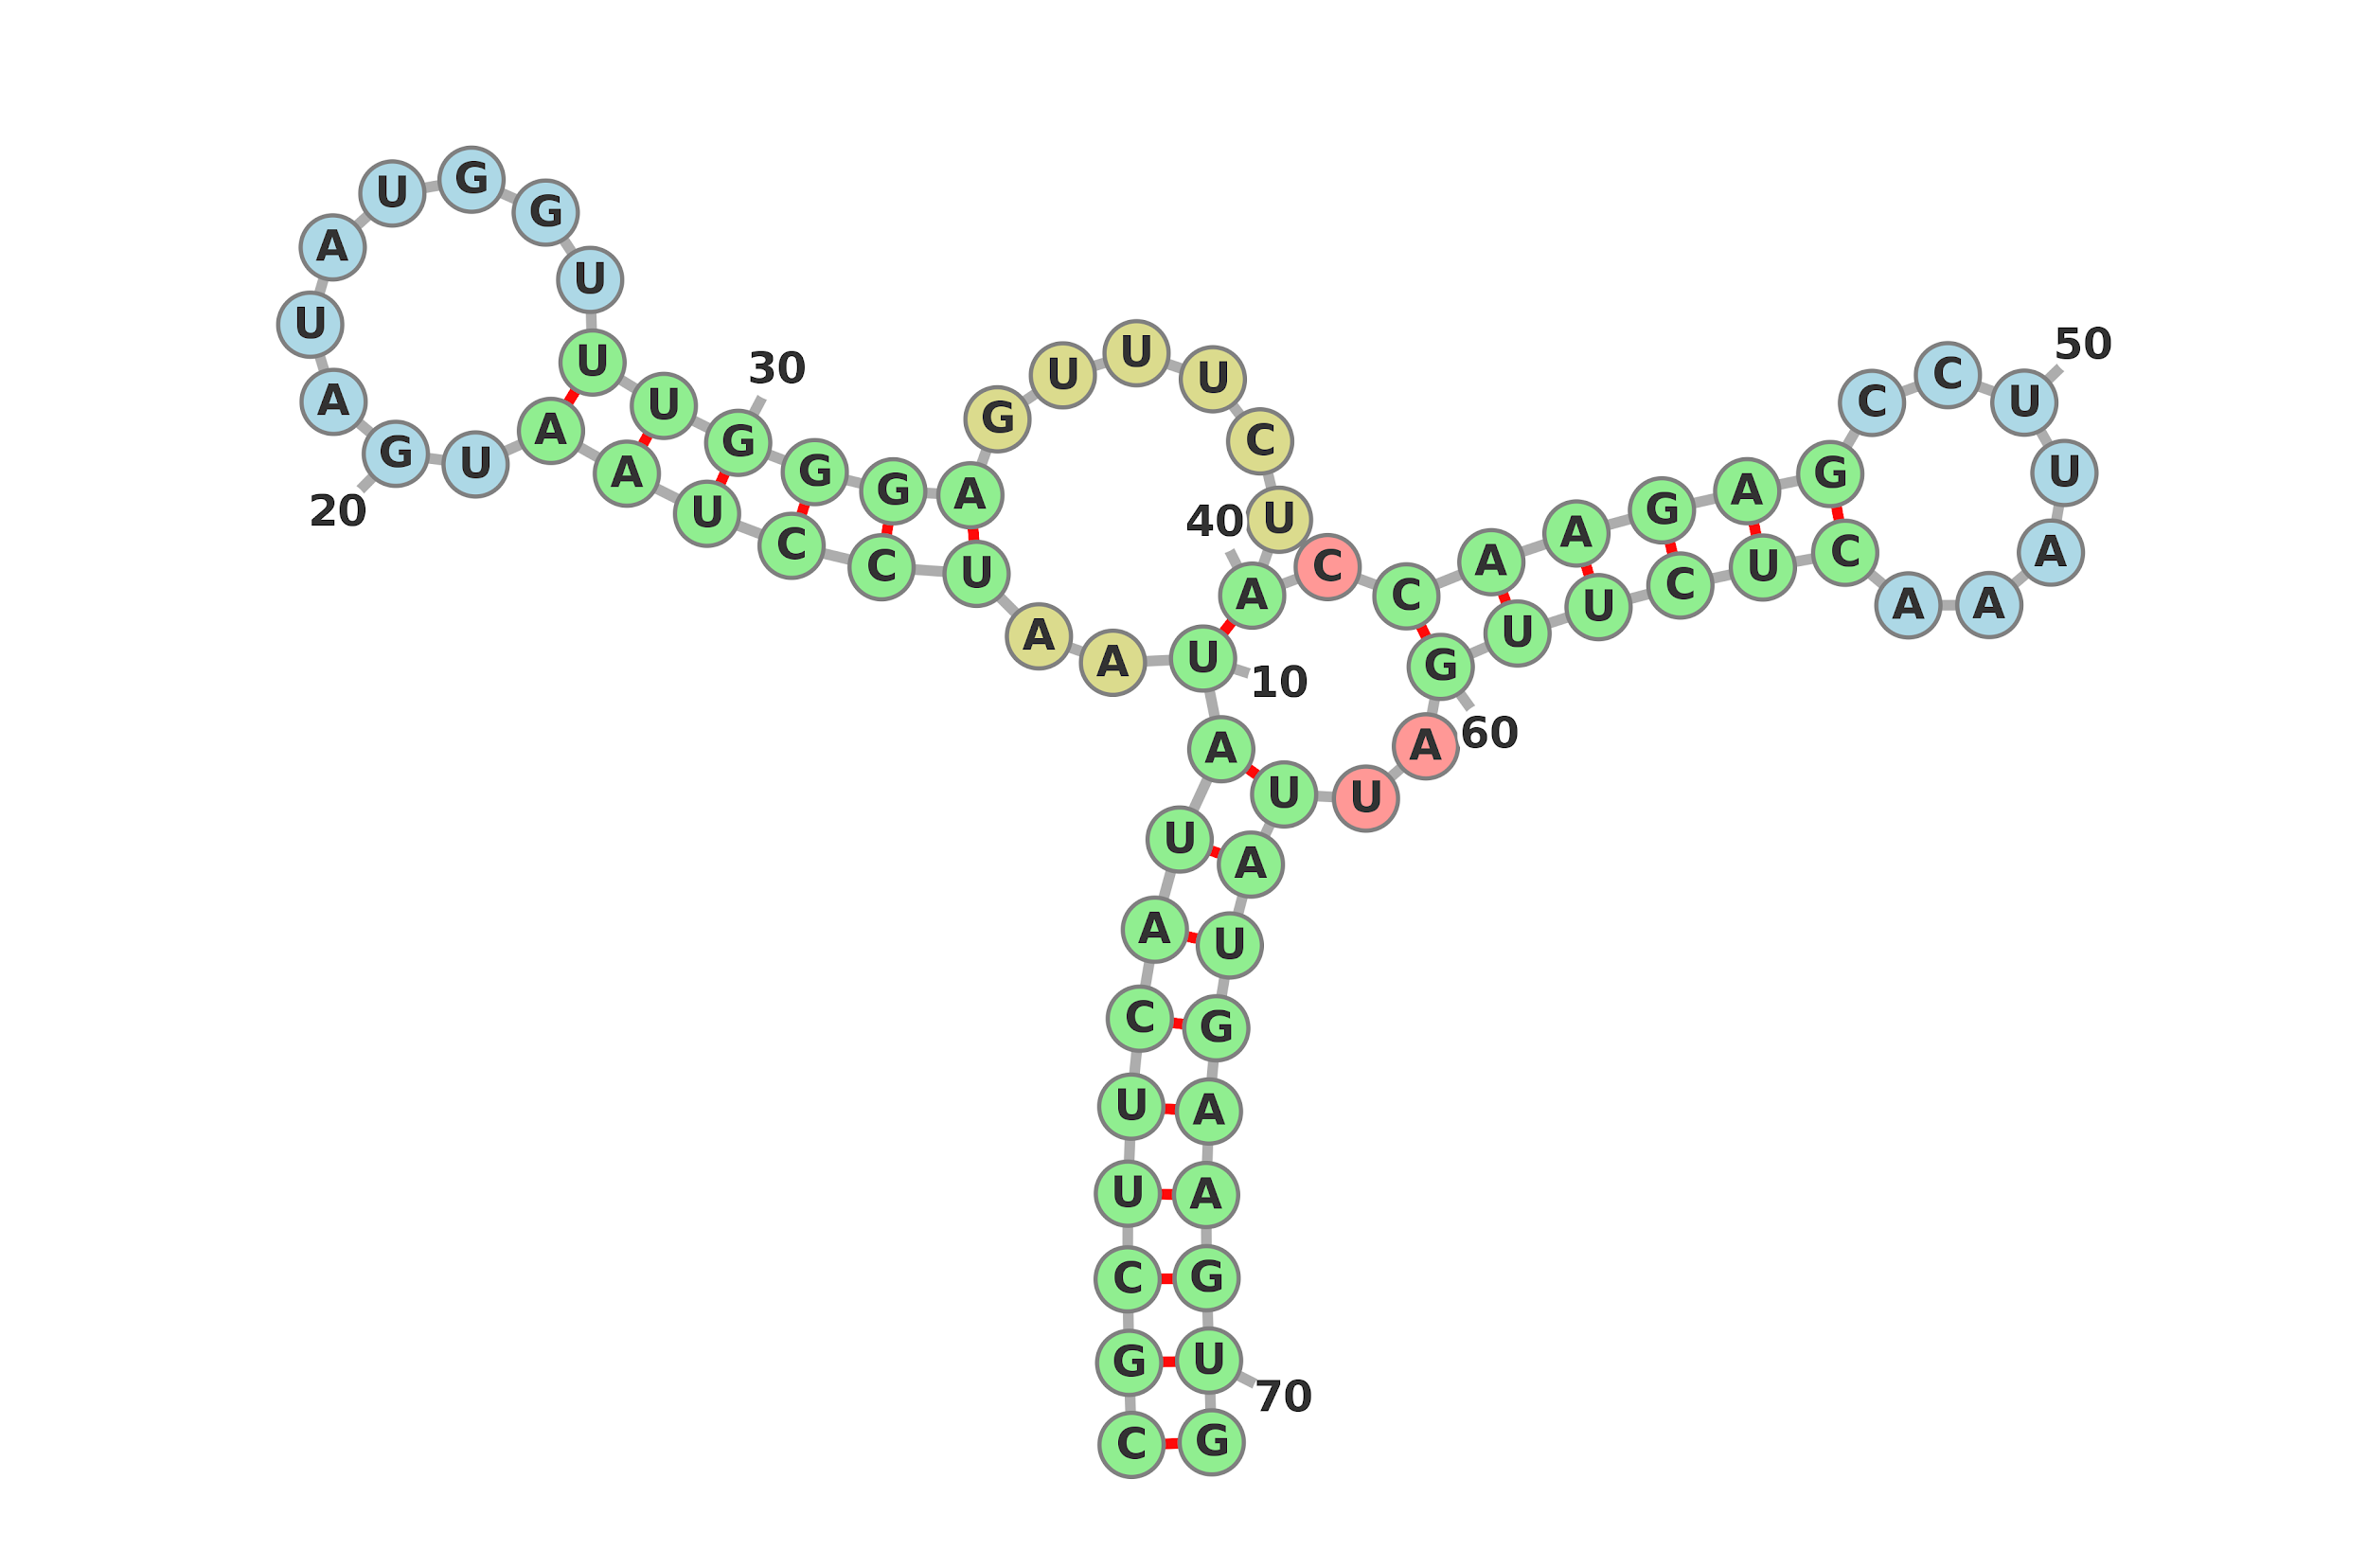 C G C U U C A U A U
10
A A U C C U A A U G
20
A U A U G G U U U G
30
G G A G U U U C U A
40
C C A A G A G C C U
50
U A A A C U C U U G
60
A U U A U G A A G U
70
G